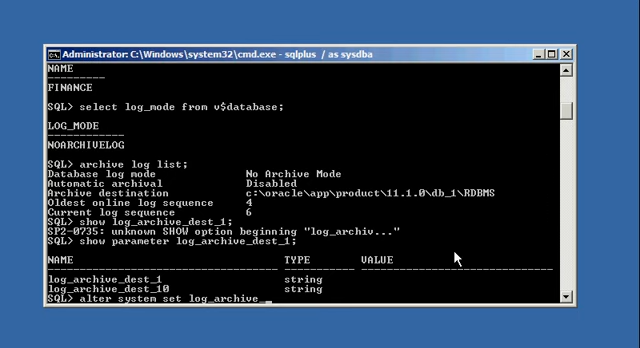 Administrator: C:\Windows\system32\cmd.exe - sqlplus / as sysdba
NAME
---------
FINANCE
SQL> select log_mode from v$database;
LOG_MODE
------------
NOARCHIVELOG
SQL> archive log list;
Database log mode No Archive Mode
Automatic archival Disabled
Archive destination c:\oracle\app\product\11.1.0\db_1\RDBMS
Oldest online log sequence 4
Current log sequence 6
SQL> show log_archive_dest_1;
SP2-0735: unknown SHOW option beginning "log_archiv..."
SQL> show parameter log_archive_dest_1;
NAME TYPE VALUE
------------------------------------ ----------- ------------------------------
log_archive_dest_1 string
log_archive_dest_10 string
SQL> alter system set log_archive_